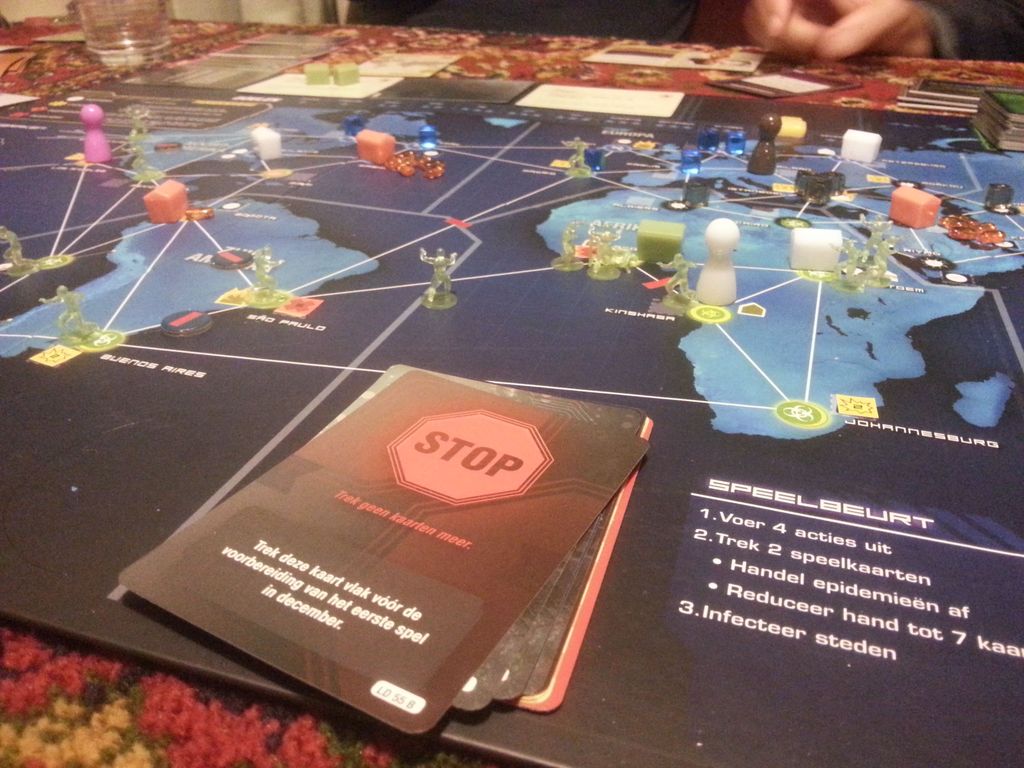 BUENOS AIRES
SÃO PAULO
KINSHASA
JOHANNESBURG
STOP
Trek geen kaarten meer.
Trek deze kaart vlak vóór de
voorbereiding van het eerste spel
in december.
LD 55 B
SPEELBEURT
1.Voer 4 acties uit
2.Trek 2 speelkaarten
• Handel epidemieën af
• Reduceer hand tot 7 kaa
3.Infecteer steden